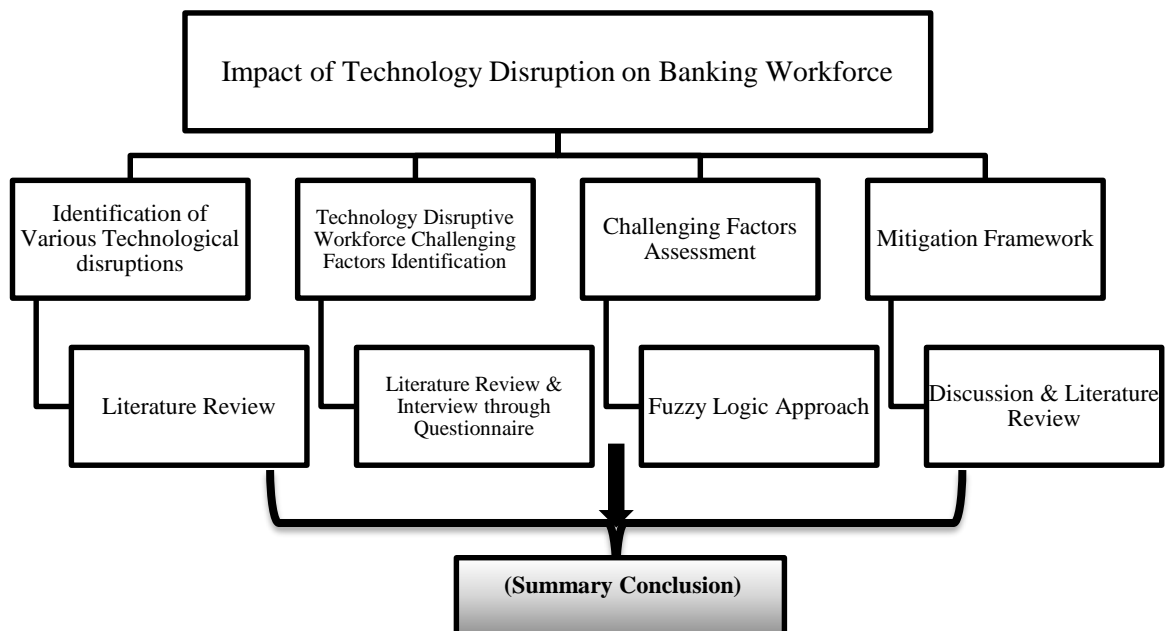 Impact of Technology Disruption on Banking Workforce
Identification of
Various Technological
disruptions
Technology Disruptive
Workforce Challenging
Factors Identification
Challenging Factors
Assessment
Mitigation Framework
Literature Review
Literature Review &
Interview through
Questionnaire
Fuzzy Logic Approach
Discussion & Literature
Review
(Summary Conclusion)